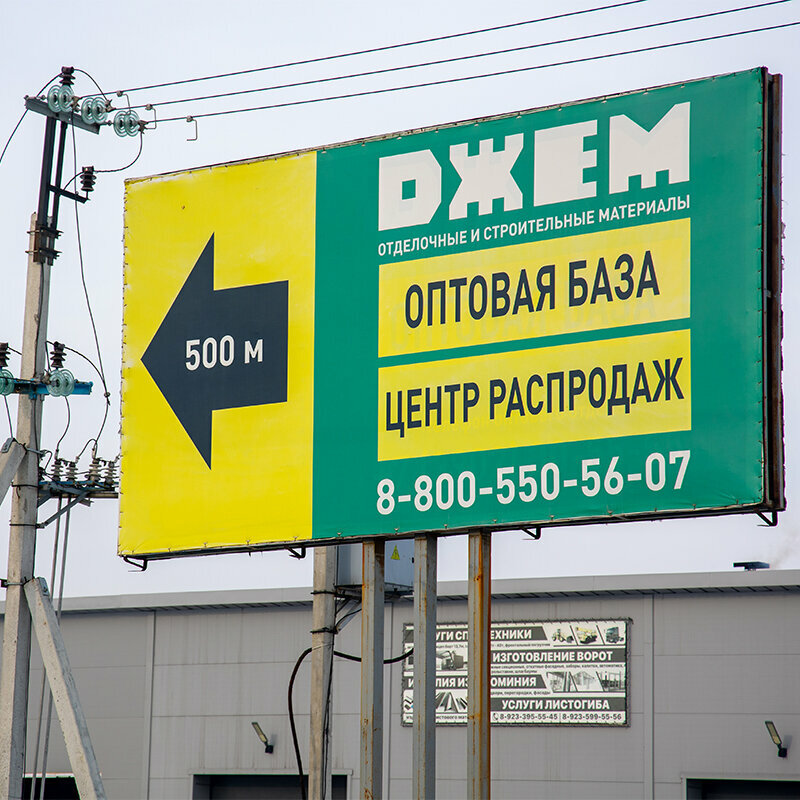 ДЖЕМ
ОТДЕЛОЧНЫЕ И СТРОИТЕЛЬНЫЕ МАТЕРИАЛЫ
500 м
ОПТОВАЯ БАЗА
ЦЕНТР РАСПРОДАЖ
8-800-550-56-07
ИЗГОТОВЛЕНИЕ ВОРОТ
УСЛУГИ ЛИСТОГИБА
8-923-395-55-45 8-923-599-55-56